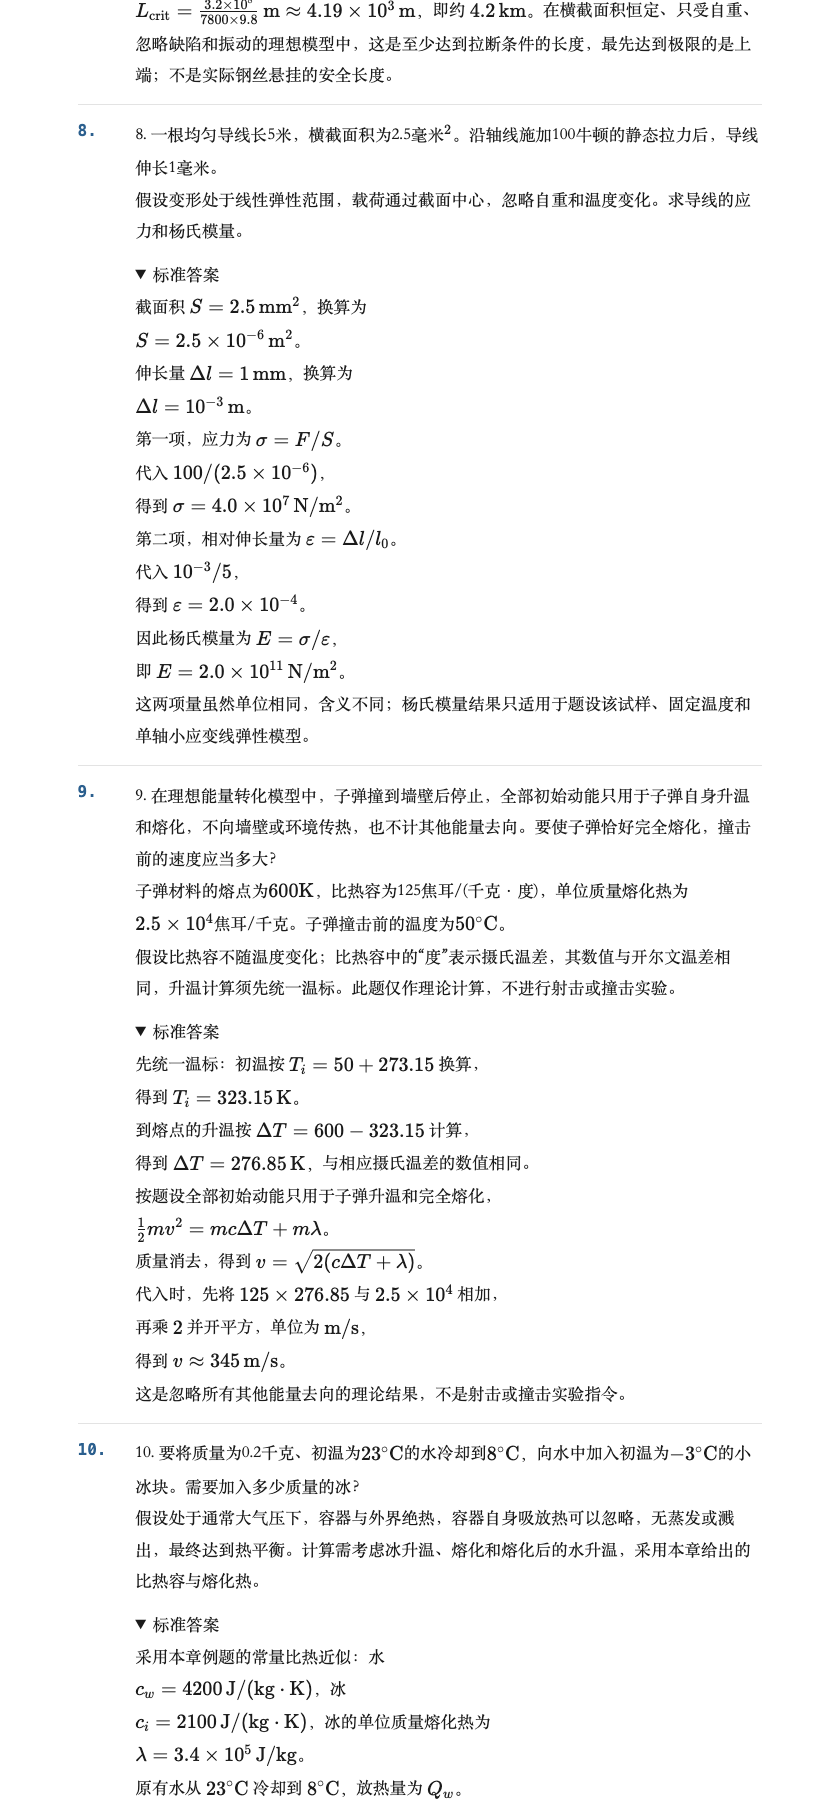 L_crit = 3.2×10⁸/7800×9.8 m ≈ 4.19 × 10³ m，即约 4.2 km。在横截面积恒定、只受自重、
忽略缺陷和振动的理想模型中，这是至少达到拉断条件的长度，最先达到极限的是上
端；不是实际钢丝悬挂的安全长度。
8. 8. 一根均匀导线长5米，横截面积为2.5毫米²。沿轴线施加100牛顿的静态拉力后，导线
伸长1毫米。
假设变形处于线性弹性范围，载荷通过截面中心，忽略自重和温度变化。求导线的应
力和杨氏模量。
▼ 标准答案
截面积 S = 2.5 mm²，换算为
S = 2.5 × 10⁻⁶ m²。
伸长量 Δl = 1 mm，换算为
Δl = 10⁻³ m。
第一项，应力为 σ = F/S。
代入 100/(2.5 × 10⁻⁶)，
得到 σ = 4.0 × 10⁷ N/m²。
第二项，相对伸长量为 ε = Δl/l₀。
代入 10⁻³/5，
得到 ε = 2.0 × 10⁻⁴。
因此杨氏模量为 E = σ/ε，
即 E = 2.0 × 10¹¹ N/m²。
这两项量虽然单位相同，含义不同；杨氏模量结果只适用于题设该试样、固定温度和
单轴小应变线弹性模型。
9. 9. 在理想能量转化模型中，子弹撞到墙壁后停止，全部初始动能只用于子弹自身升温
和熔化，不向墙壁或环境传热，也不计其他能量去向。要使子弹恰好完全熔化，撞击
前的速度应当多大?
子弹材料的熔点为600K，比热容为125焦耳/(千克 · 度)，单位质量熔化热为
2.5 × 10⁴焦耳/千克。子弹撞击前的温度为50°C。
假设比热容不随温度变化；比热容中的“度”表示摄氏温差，其数值与开尔文温差相
同，升温计算须先统一温标。此题仅作理论计算，不进行射击或撞击实验。
▼ 标准答案
先统一温标：初温按 Tᵢ = 50 + 273.15 换算，
得到 Tᵢ = 323.15 K。
到熔点的升温按 ΔT = 600 − 323.15 计算，
得到 ΔT = 276.85 K，与相应摄氏温差的数值相同。
按题设全部初始动能只用于子弹升温和完全熔化，
½mv² = mcΔT + mλ。
质量消去，得到 v = √(2(cΔT + λ))。
代入时，先将 125 × 276.85 与 2.5 × 10⁴ 相加，
再乘 2 并开平方，单位为 m/s，
得到 v ≈ 345 m/s。
这是忽略所有其他能量去向的理论结果，不是射击或撞击实验指令。
10. 10. 要将质量为0.2千克、初温为23°C的水冷却到8°C，向水中加入初温为−3°C的小
冰块。需要加入多少质量的冰?
假设处于通常大气压下，容器与外界绝热，容器自身吸放热可以忽略，无蒸发或溅
出，最终达到热平衡。计算需考虑冰升温、熔化和熔化后的水升温，采用本章给出的
比热容与熔化热。
▼ 标准答案
采用本章例题的常量比热近似：水
c_w = 4200 J/(kg · K)，冰
cᵢ = 2100 J/(kg · K)，冰的单位质量熔化热为
λ = 3.4 × 10⁵ J/kg。
原有水从 23°C 冷却到 8°C，放热量为 Q_w。